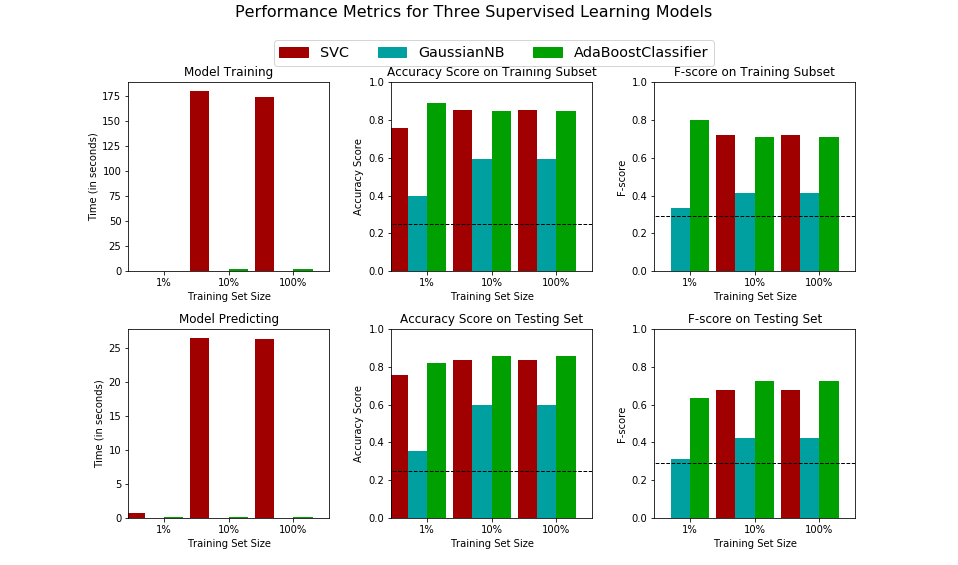 Performance Metrics for Three Supervised Learning Models
SVC GaussianNB AdaBoostClassifier
Model Training
Time (in seconds)
175
150
125
100
75
50
25
0
1% 10% 100%
Training Set Size
Accuracy Score on Training Subset
Accuracy Score
1.0
0.8
0.6
0.4
0.2
0.0
1% 10% 100%
Training Set Size
F-score on Training Subset
F-score
1.0
0.8
0.6
0.4
0.2
0.0
1% 10% 100%
Training Set Size
Model Predicting
Time (in seconds)
25
20
15
10
5
0
1% 10% 100%
Training Set Size
Accuracy Score on Testing Set
Accuracy Score
1.0
0.8
0.6
0.4
0.2
0.0
1% 10% 100%
Training Set Size
F-score on Testing Set
F-score
1.0
0.8
0.6
0.4
0.2
0.0
1% 10% 100%
Training Set Size